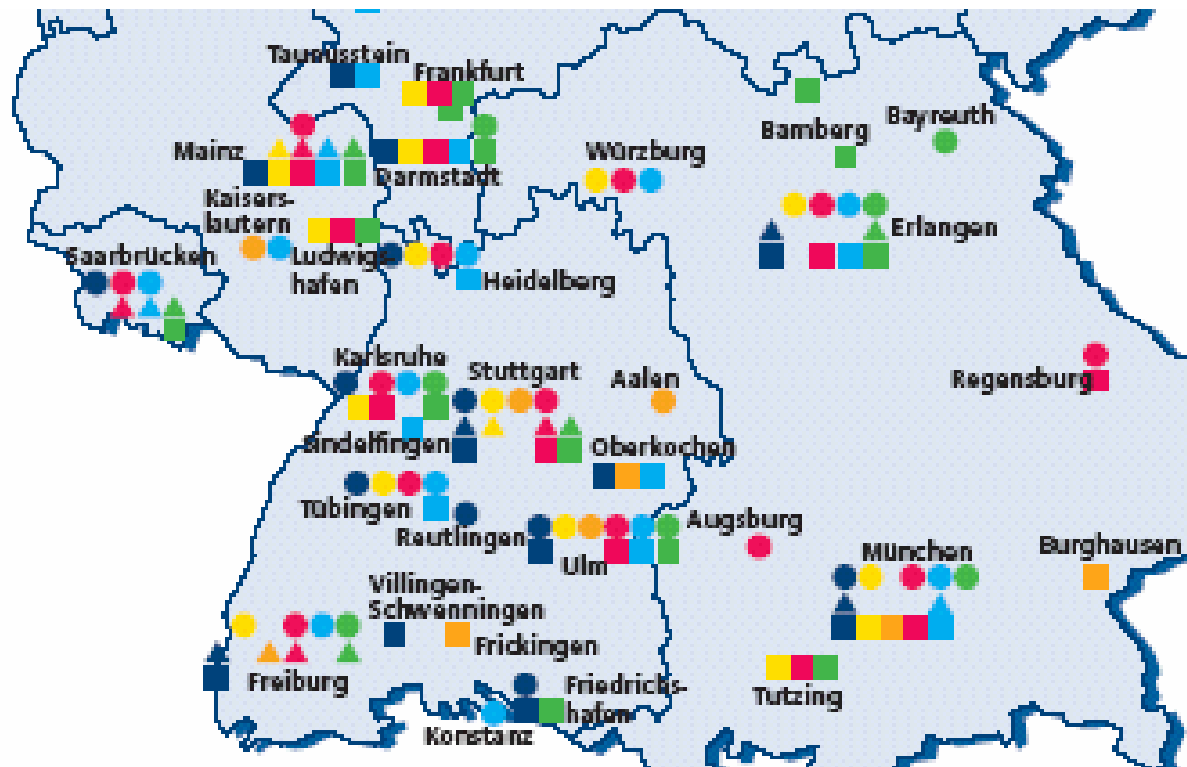 Taunusstein
Frankfurt
Bamberg
Bayreuth
Mainz
Darmstadt
Würzburg
Kaisers-
lautern
Ludwigs-
hafen
Erlangen
Saarbrücken
Heidelberg
Karlsruhe
Stuttgart
Aalen
Regensburg
Sindelfingen
Oberkochen
Tübingen
Reutlingen
Ulm
Augsburg
München
Burghausen
Villingen-
Schwenningen
Frickingen
Freiburg
Friedrichs-
hafen
Konstanz
Tutzing